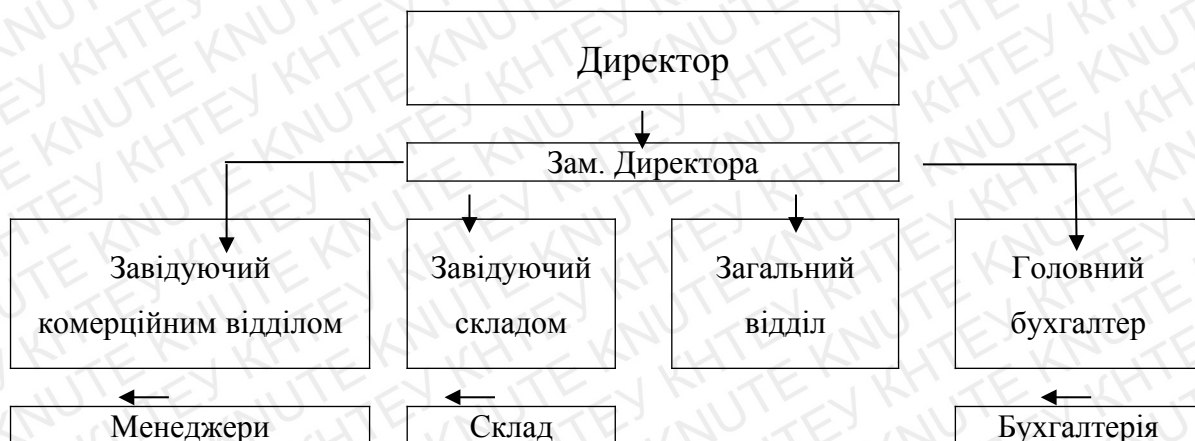 Директор
Зам. Директора
Завідуючий
комерційним відділом
Завідуючий
складом
Загальний
відділ
Головний
бухгалтер
Менеджери
Склад
Бухгалтерія